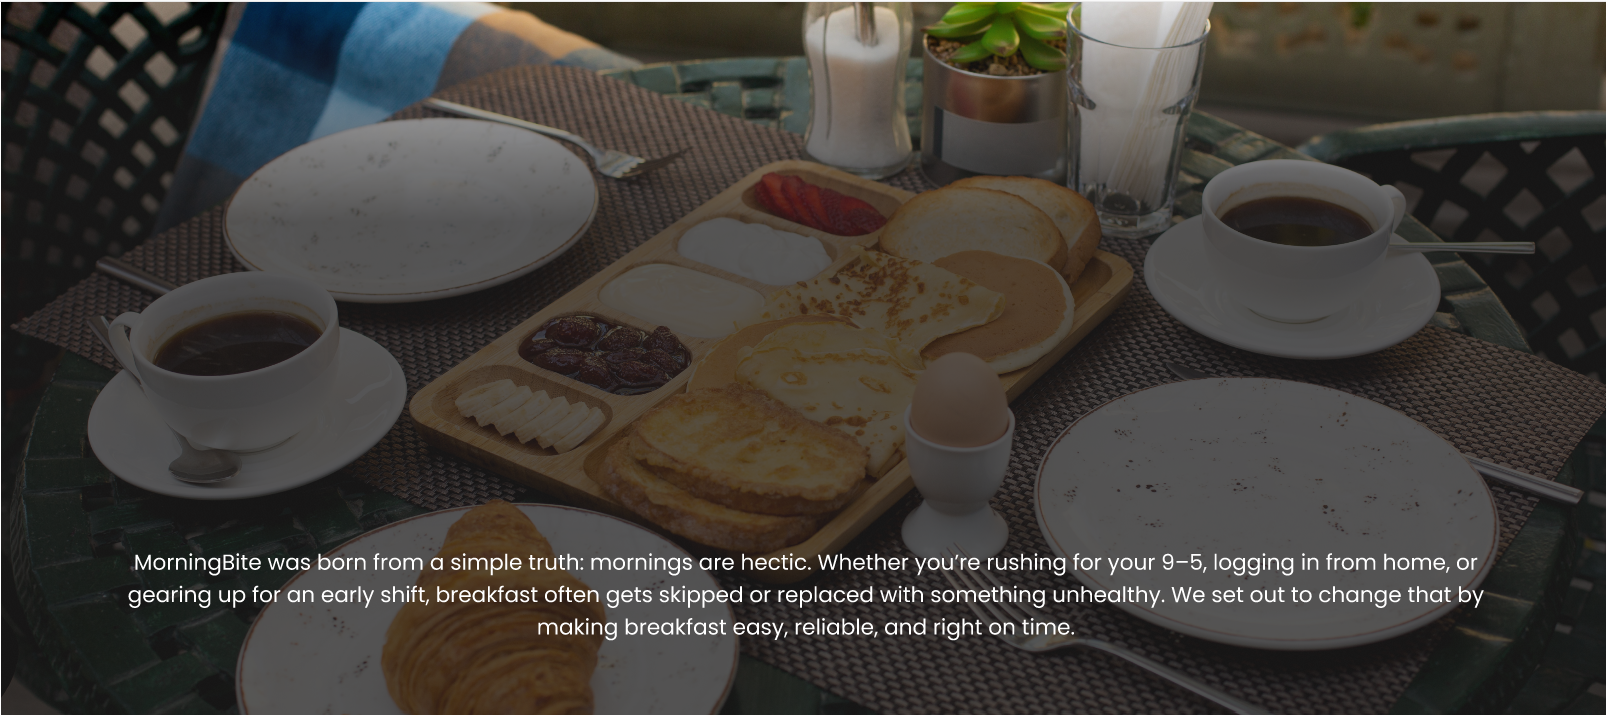 MorningBite was born from a simple truth: mornings are hectic. Whether you’re rushing for your 9–5, logging in from home, or
gearing up for an early shift, breakfast often gets skipped or replaced with something unhealthy. We set out to change that by
making breakfast easy, reliable, and right on time.